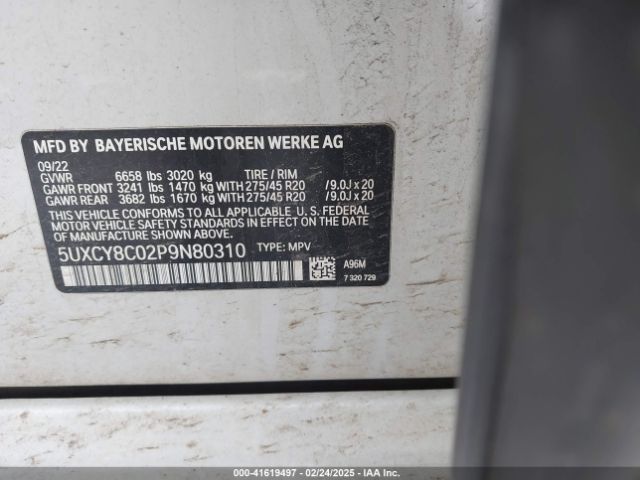 MFD BY BAYERISCHE MOTOREN WERKE AG
09/22
GVWR 6658 lbs 3020 kg TIRE / RIM
GAWR FRONT 3241 lbs 1470 kg WITH 275/45 R20 / 9.0J x 20
GAWR REAR 3682 lbs 1670 kg WITH 275/45 R20 / 9.0J x 20
THIS VEHICLE CONFORMS TO ALL APPLICABLE U. S. FEDERAL
MOTOR VEHICLE SAFETY STANDARDS IN EFFECT ON THE DATE
OF MANUFACTURE SHOWN ABOVE.
5UXCY8C02P9N80310 TYPE: MPV
A96M
7 320 729
000-41619497 - 02/24/2025 - IAA Inc.